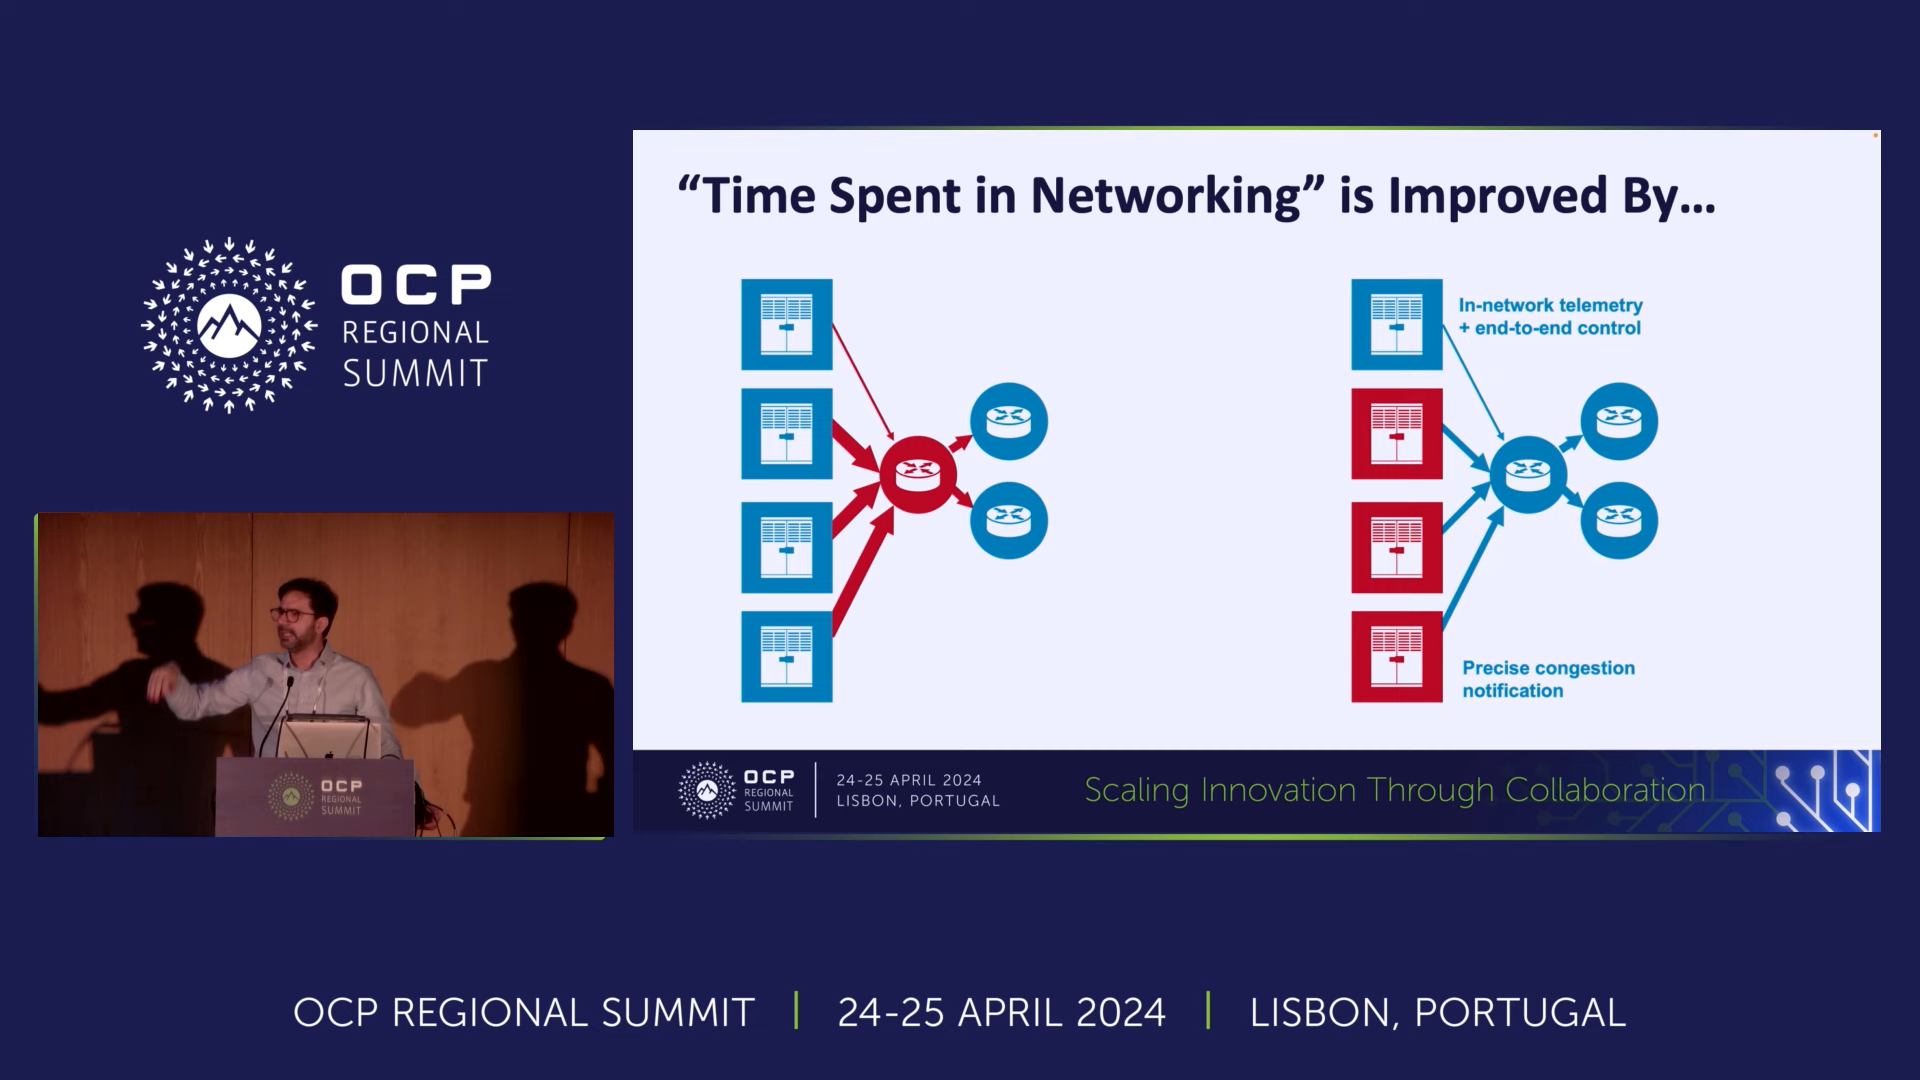 OCP
REGIONAL
SUMMIT
“Time Spent in Networking” is Improved By...
In-network telemetry
+ end-to-end control
Precise congestion
notification
OCP
REGIONAL
SUMMIT
24-25 APRIL 2024
LISBON, PORTUGAL
Scaling Innovation Through Collaboration
OCP
REGIONAL
SUMMIT
OCP REGIONAL SUMMIT | 24-25 APRIL 2024 | LISBON, PORTUGAL